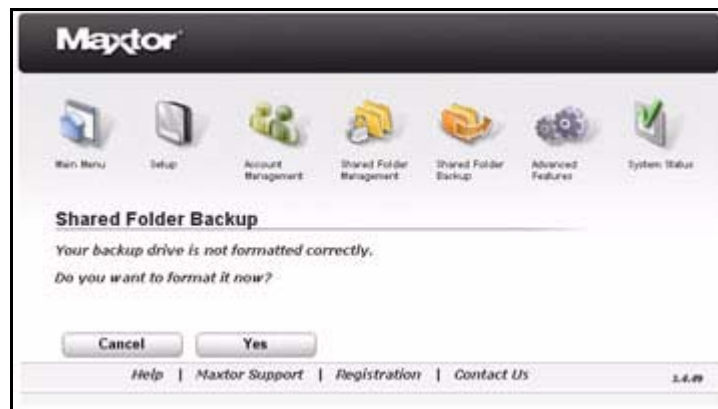 Maxtor
Main Menu
Setup
Account Management
Shared Folder Management
Shared Folder Backup
Advanced Features
System Status
Shared Folder Backup
Your backup drive is not formatted correctly.
Do you want to format it now?
Cancel
Yes
Help | Maxtor Support | Registration | Contact Us